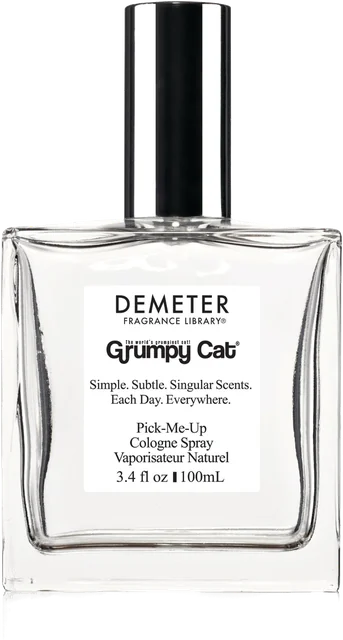 DEMETER
FRAGRANCE LIBRARY®
The world's grumpiest cat!
Grumpy Cat®
Simple. Subtle. Singular Scents.
Each Day. Everywhere.
Pick-Me-Up
Cologne Spray
Vaporisateur Naturel
3.4 fl oz ❚ 100mL